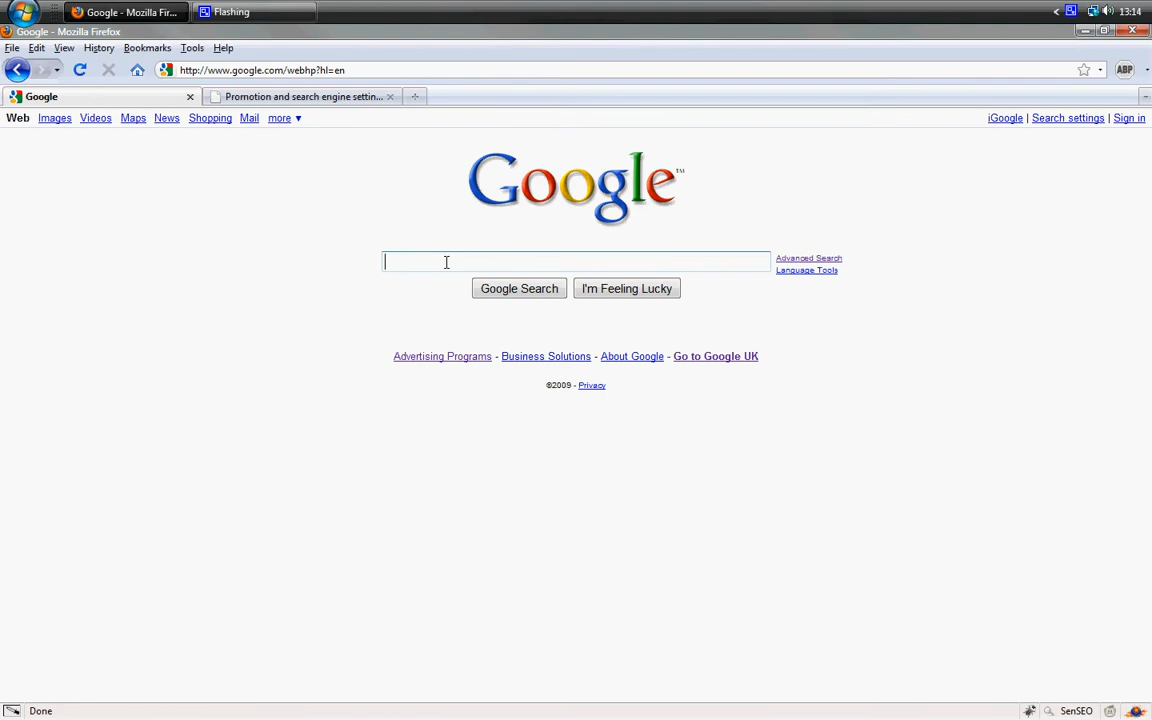 Google - Mozilla Fir... Flashing < 13:14
Google - Mozilla Firefox
File Edit View History Bookmarks Tools Help
http://www.google.com/webhp?hl=en ABP
Google Promotion and search engine settin...
Web Images Videos Maps News Shopping Mail more ▼ iGoogle | Search settings | Sign in
Google™
Advanced Search
Language Tools
Google Search I'm Feeling Lucky
Advertising Programs - Business Solutions - About Google - Go to Google UK
©2009 - Privacy
Done SenSEO